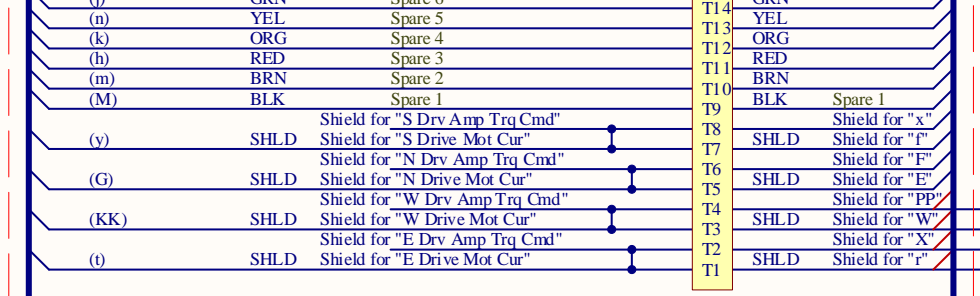 (j) GRN Spare 6 T14 GRN
(n) YEL Spare 5 T13 YEL
(k) ORG Spare 4 T12 ORG
(h) RED Spare 3 T11 RED
(m) BRN Spare 2 T10 BRN
(M) BLK Spare 1 T9 BLK Spare 1
Shield for "S Drv Amp Trq Cmd" T8 Shield for "x"
(y) SHLD Shield for "S Drive Mot Cur" T7 SHLD Shield for "f"
Shield for "N Drv Amp Trq Cmd" T6 Shield for "F"
(G) SHLD Shield for "N Drive Mot Cur" T5 SHLD Shield for "E"
Shield for "W Drv Amp Trq Cmd" T4 Shield for "PP"
(KK) SHLD Shield for "W Drive Mot Cur" T3 SHLD Shield for "W"
Shield for "E Drv Amp Trq Cmd" T2 Shield for "X"
(t) SHLD Shield for "E Drive Mot Cur" T1 SHLD Shield for "r"